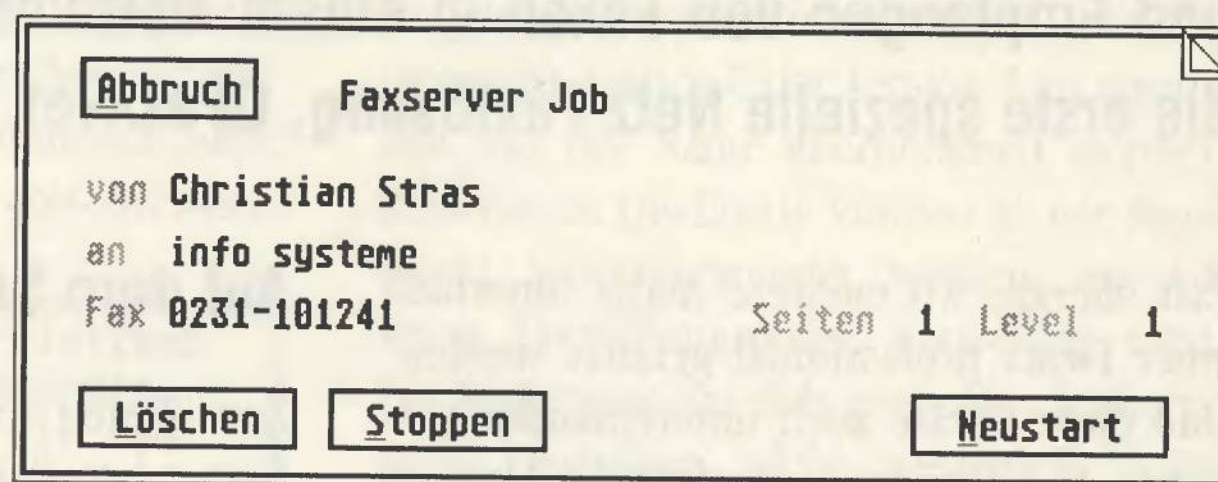 Abbruch Faxserver Job
von Christian Stras
an info systeme
Fax 0231-101241 Seiten 1 Level 1
Löschen Stoppen Neustart